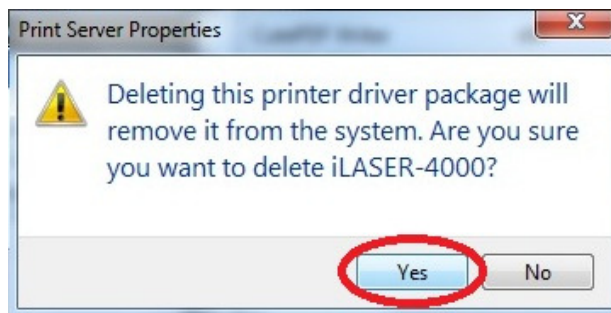 Print Server Properties
Deleting this printer driver package will
remove it from the system. Are you sure
you want to delete iLASER-4000?
Yes
No